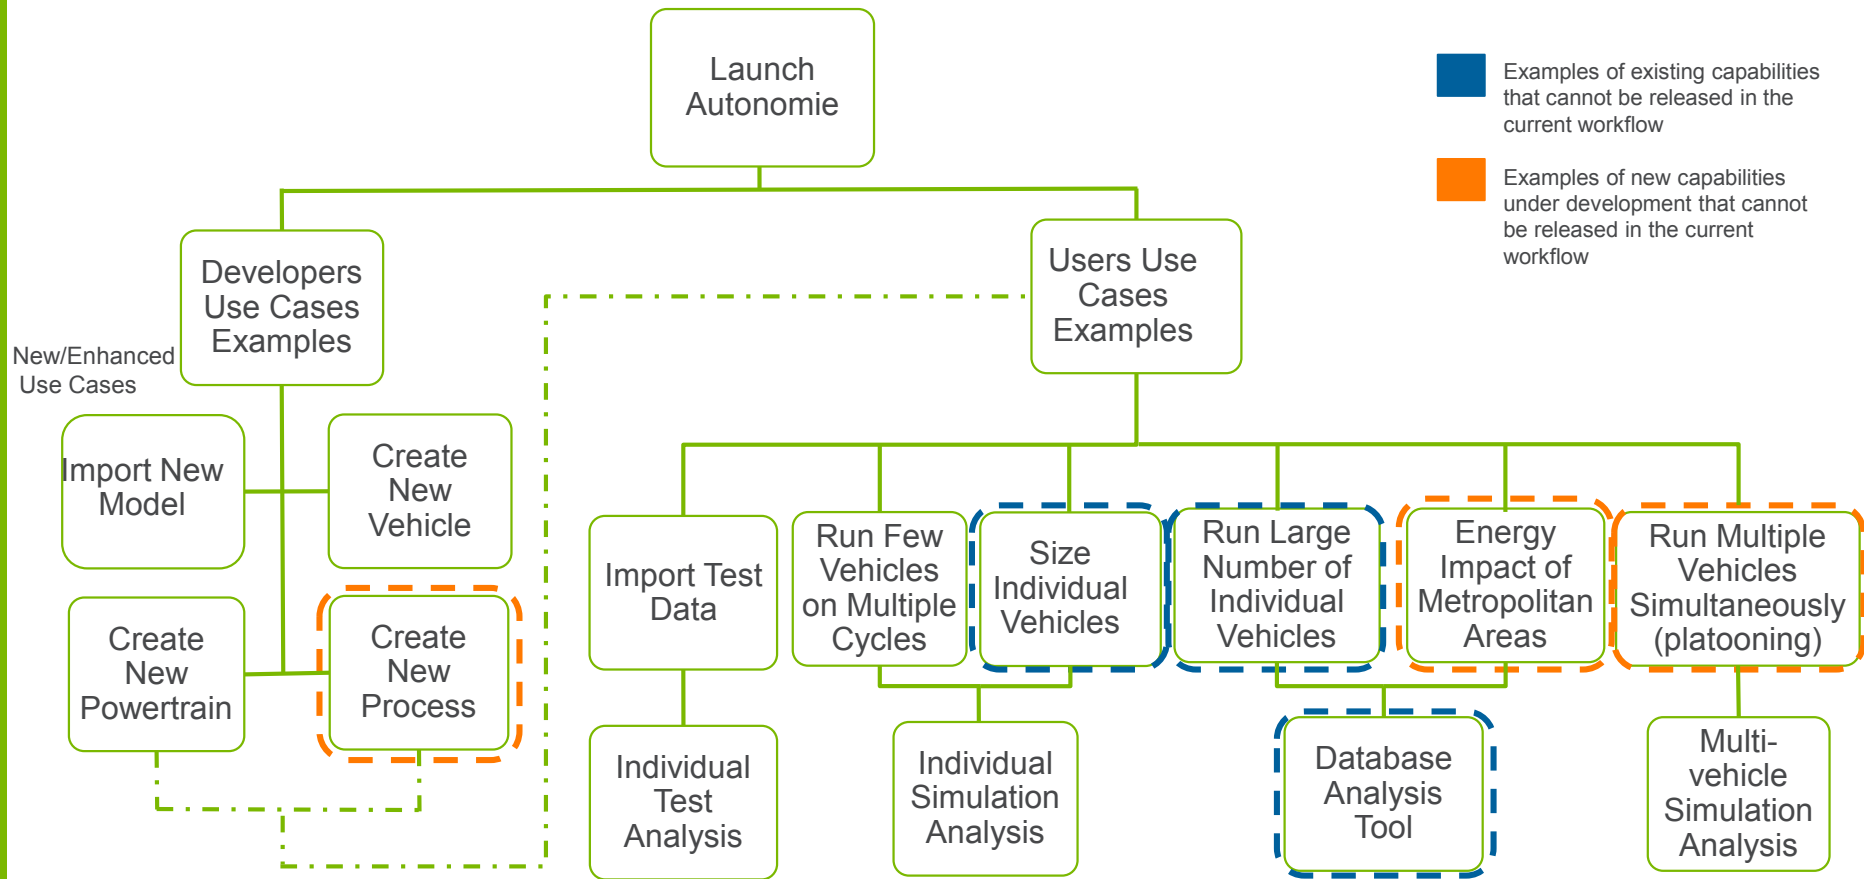 Launch
Autonomie
Examples of existing capabilities
that cannot be released in the
current workflow
Examples of new capabilities
under development that cannot
be released in the current
workflow
Developers
Use Cases
Examples
Users Use
Cases
Examples
New/Enhanced
Use Cases
Import New
Model
Create
New
Vehicle
Create
New
Powertrain
Create
New
Process
Import Test
Data
Run Few
Vehicles
on Multiple
Cycles
Size
Individual
Vehicles
Run Large
Number of
Individual
Vehicles
Energy
Impact of
Metropolitan
Areas
Run Multiple
Vehicles
Simultaneously
(platooning)
Individual
Test
Analysis
Individual
Simulation
Analysis
Database
Analysis
Tool
Multi-
vehicle
Simulation
Analysis